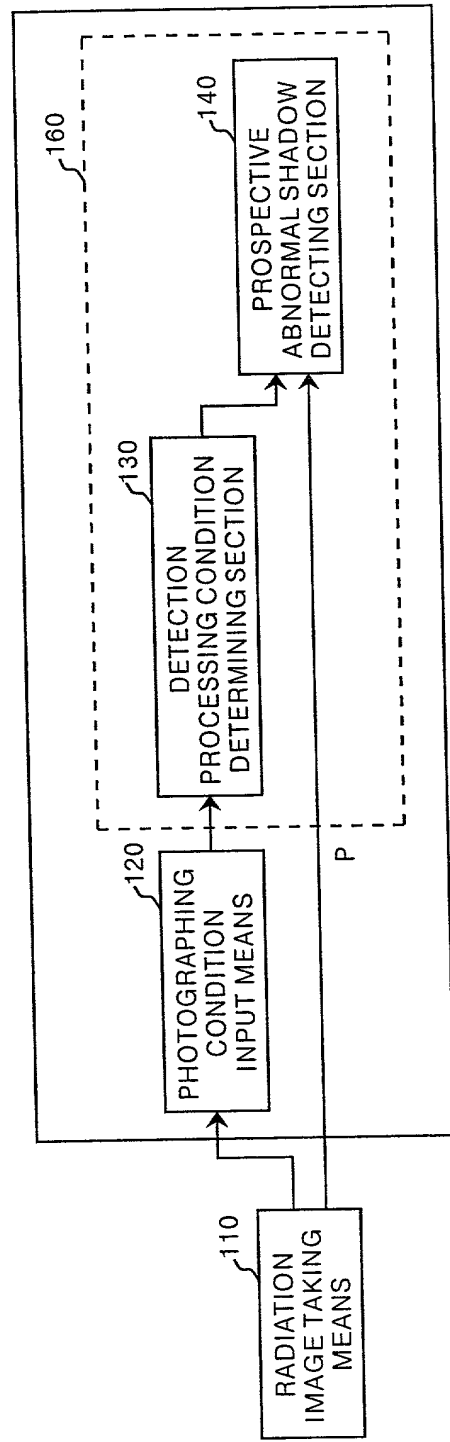 110
RADIATION
IMAGE TAKING
MEANS
120
PHOTOGRAPHING
CONDITION
INPUT MEANS
P
160
130
DETECTION
PROCESSING CONDITION
DETERMINING SECTION
140
PROSPECTIVE
ABNORMAL SHADOW
DETECTING SECTION